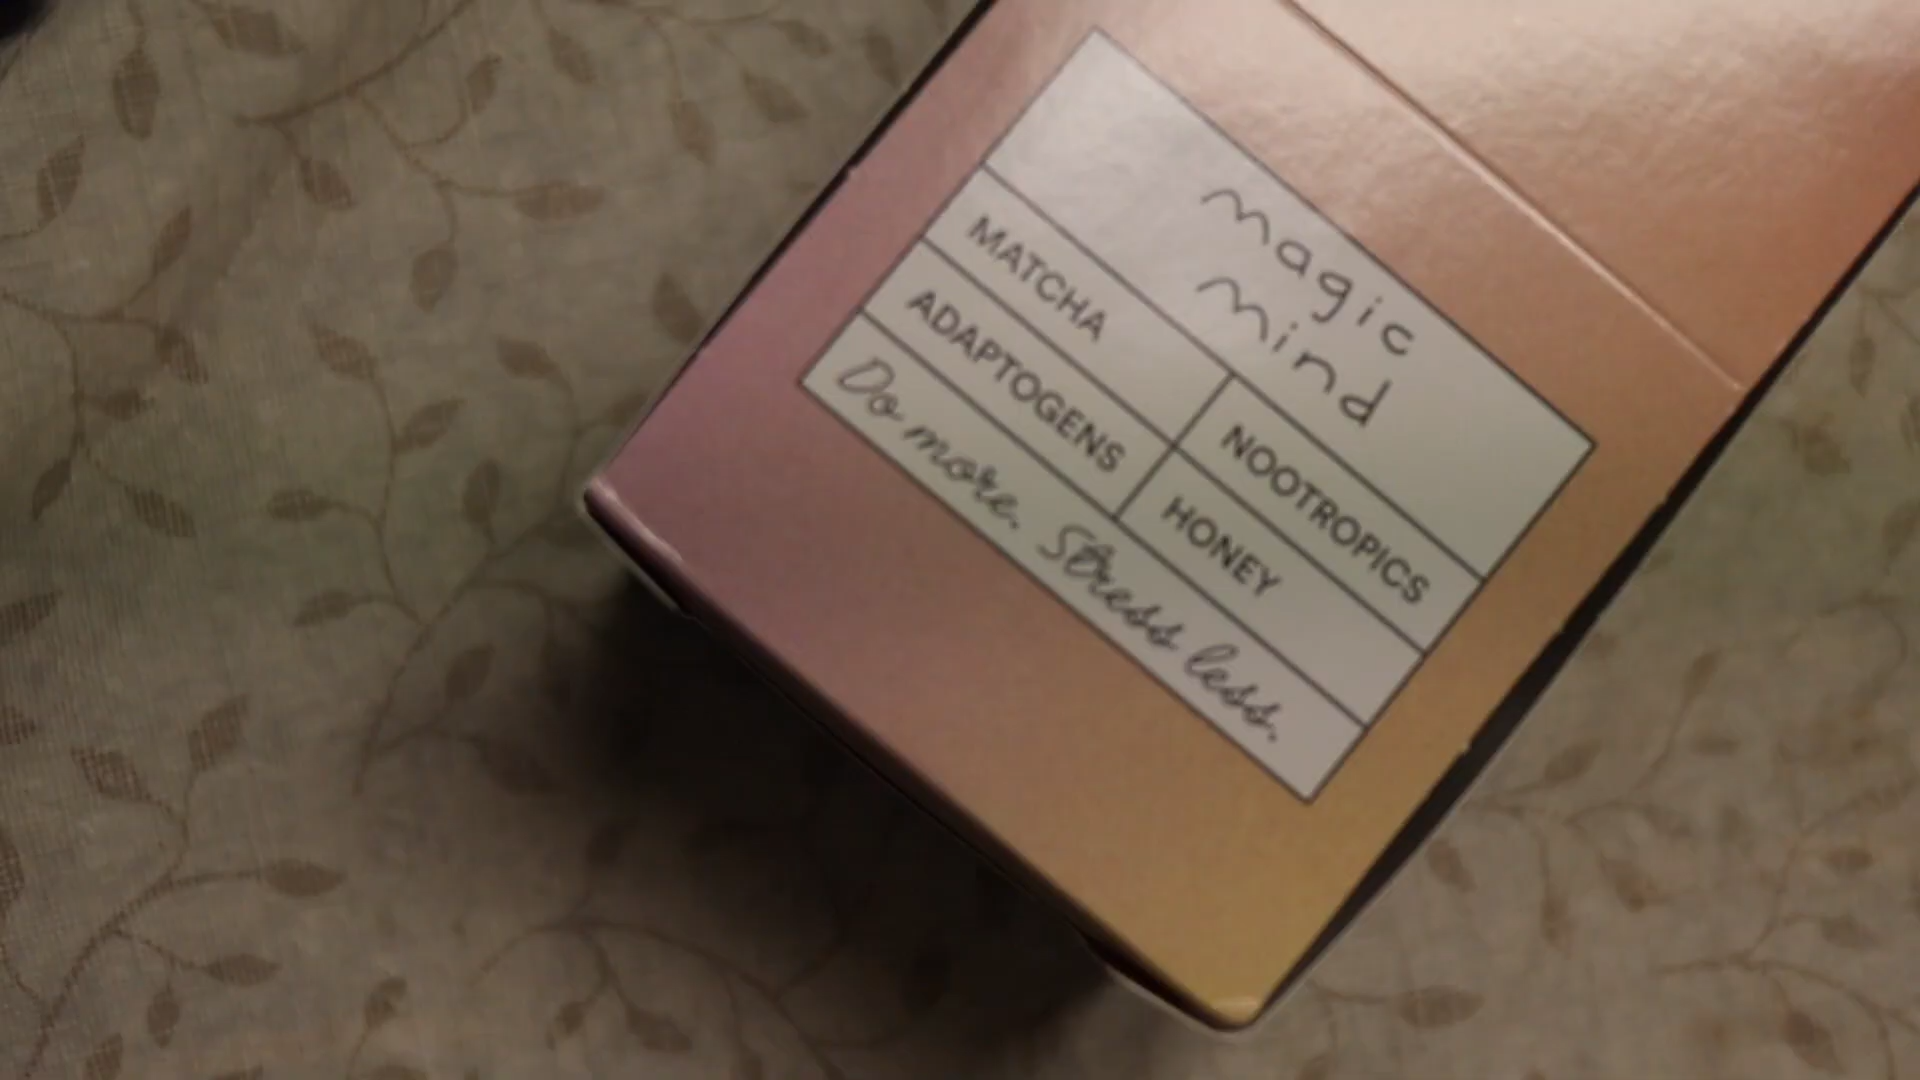 magic
mind
MATCHA NOOTROPICS
ADAPTOGENS HONEY
Do more. Stress less.